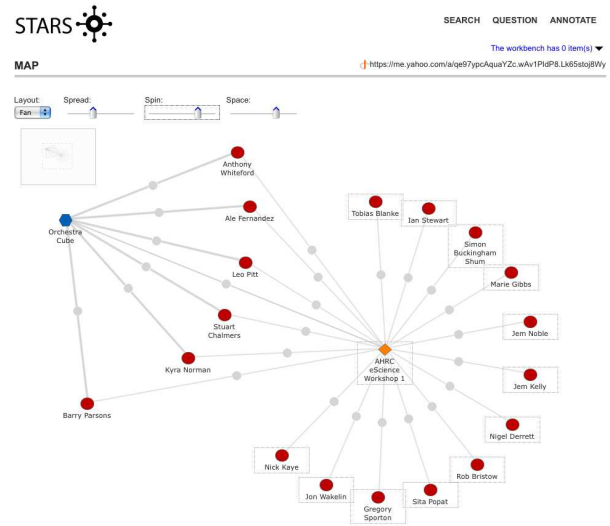 STARS
SEARCH QUESTION ANNOTATE
The workbench has 0 item(s)
MAP
https://me.yahoo.com/a/qe97ypcAquaYZc.wAv1PIdP8.Lk65stoj8Wy
Layout: Spread: Spin: Space:
Fan
Anthony
Whiteford
Orchestra
Cube
Ale Fernandez
Leo Pitt
Stuart
Chalmers
Kyra Norman
Barry Parsons
Tobias Blanke
Ian Stewart
Simon
Buckingham
Shum
Marie Gibbs
Jem Noble
AHRC
eScience
Workshop 1
Jem Kelly
Nigel Derrett
Rob Bristow
Sita Popat
Gregory
Sporton
Jon Wakelin
Nick Kaye